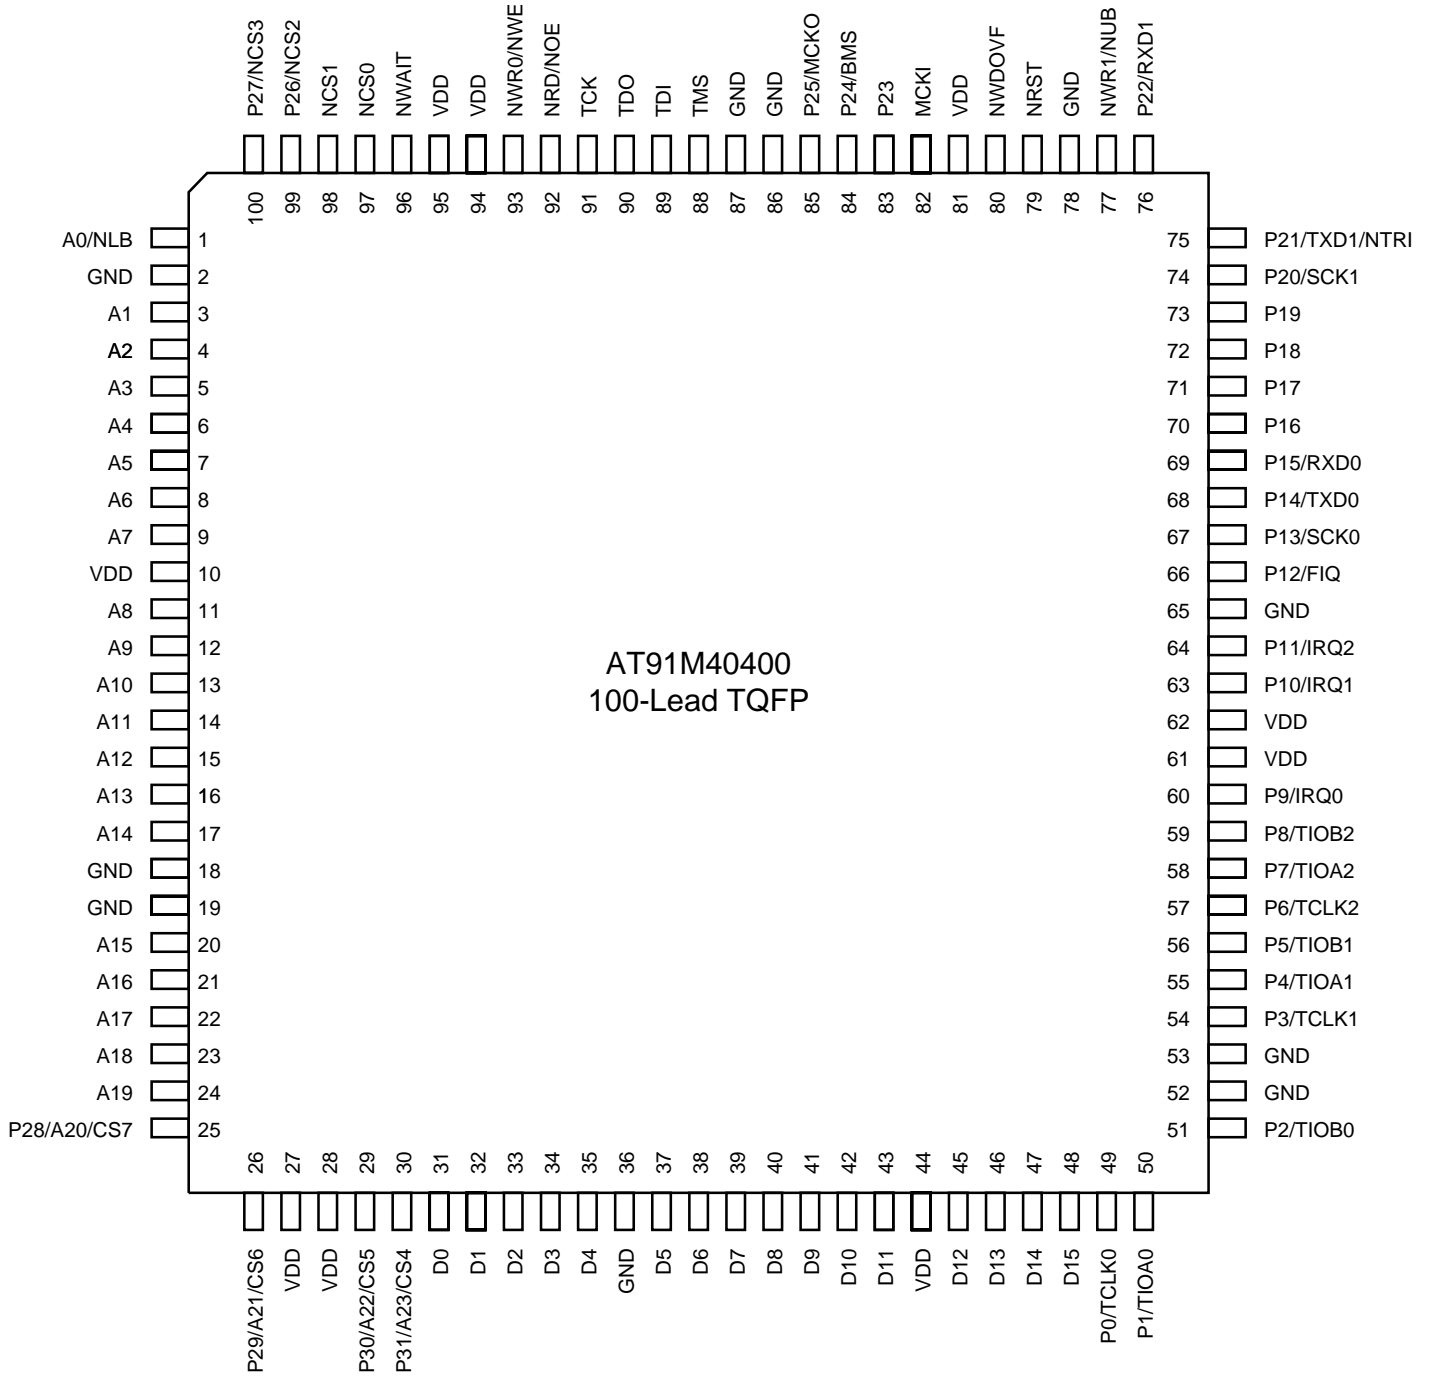 P27/NCS3
P26/NCS2
NCS1
NCS0
NWAIT
VDD
VDD
NWR0/NWE
NRD/NOE
TCK
TDO
TDI
TMS
GND
GND
P25/MCKO
P24/BMS
P23
MCKI
VDD
NWDOVF
NRST
GND
NWR1/NUB
P22/RXD1
100
99
98
97
96
95
94
93
92
91
90
89
88
87
86
85
84
83
82
81
80
79
78
77
76
A0/NLB 1
GND 2
A1 3
A2 4
A3 5
A4 6
A5 7
A6 8
A7 9
VDD 10
A8 11
A9 12
A10 13
A11 14
A12 15
A13 16
A14 17
GND 18
GND 19
A15 20
A16 21
A17 22
A18 23
A19 24
P28/A20/CS7 25
AT91M40400
100-Lead TQFP
75 P21/TXD1/NTRI
74 P20/SCK1
73 P19
72 P18
71 P17
70 P16
69 P15/RXD0
68 P14/TXD0
67 P13/SCK0
66 P12/FIQ
65 GND
64 P11/IRQ2
63 P10/IRQ1
62 VDD
61 VDD
60 P9/IRQ0
59 P8/TIOB2
58 P7/TIOA2
57 P6/TCLK2
56 P5/TIOB1
55 P4/TIOA1
54 P3/TCLK1
53 GND
52 GND
51 P2/TIOB0
26
27
28
29
30
31
32
33
34
35
36
37
38
39
40
41
42
43
44
45
46
47
48
49
50
P29/A21/CS6
VDD
VDD
P30/A22/CS5
P31/A23/CS4
D0
D1
D2
D3
D4
GND
D5
D6
D7
D8
D9
D10
D11
VDD
D12
D13
D14
D15
P0/TCLK0
P1/TIOA0